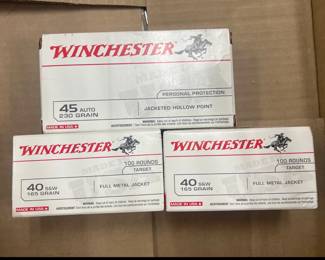 WINCHESTER
PERSONAL PROTECTION
45 AUTO
230 GRAIN
JACKETED HOLLOW POINT
MADE IN USA
WINCHESTER
100 ROUNDS
TARGET
40 S&W
165 GRAIN
FULL METAL JACKET
MADE IN USA
WINCHESTER
100 ROUNDS
TARGET
40 S&W
165 GRAIN
FULL METAL JACKET
MADE IN USA